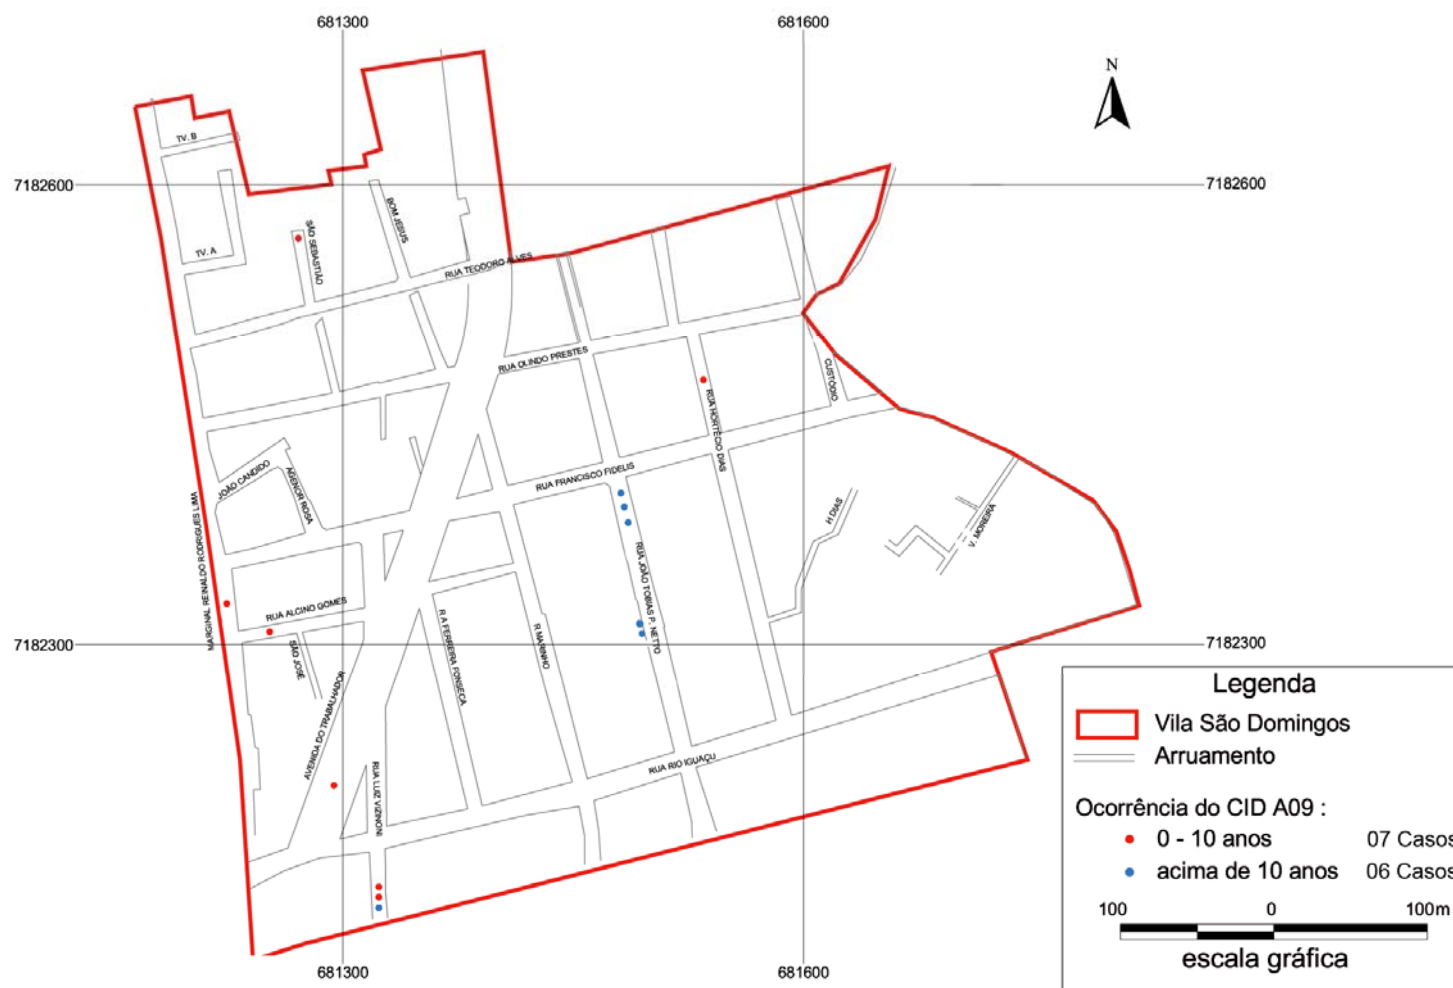 681300
681600
N
TV. B
7182600
7182600
BOM JESUS
SÃO SEBASTIÃO
TV. A
RUA TEODORO ALVES
RUA OLINDO PRESTES
CUSTÓDIO
RUA HORTÊCIO DIAS
JOÃO CANDIDO
AGENOR ROSA
RUA FRANCISCO FIDELIS
MARGINAL REINALDO RODRIGUES LIMA
H DIAS
V. MOREIRA
RUA JOÃO TOBIAS P. NETTO
RUA ALCINO GOMES
R A FERREIRA FONSECA
R MARINHO
7182300
7182300
SÃO JOSÉ
AVENIDA DO TRABALHADOR
RUA RIO IGUAÇU
RUA LUIZ VIZINONI
Legenda
Vila São Domingos
Arruamento
Ocorrência do CID A09 :
0 - 10 anos 07 Casos
acima de 10 anos 06 Casos
100 0 100m
escala gráfica
681300
681600